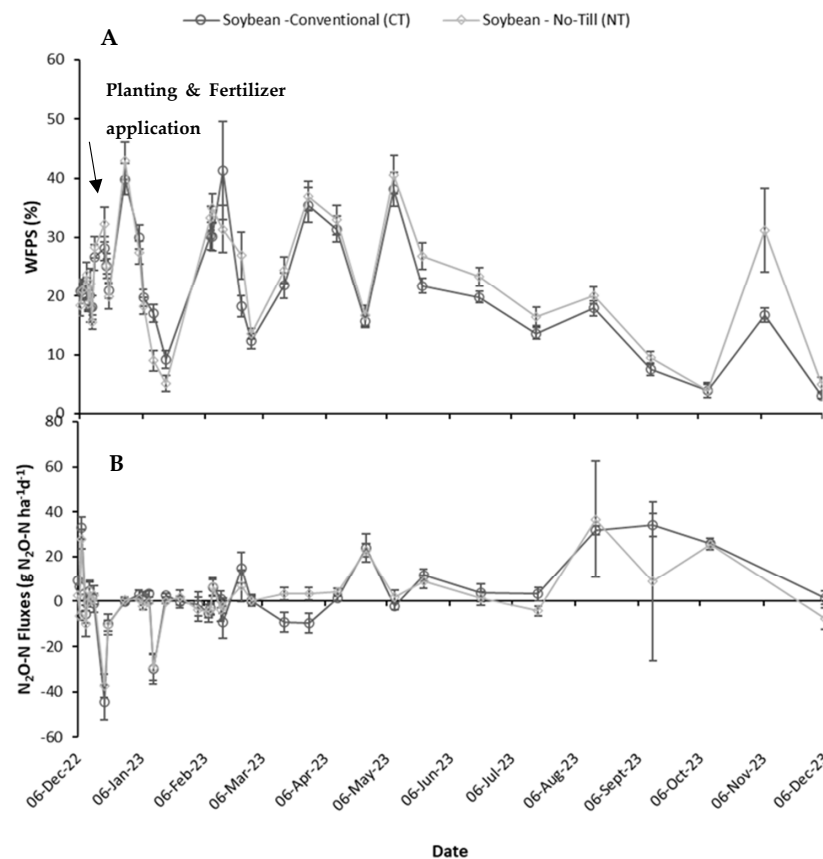 Soybean -Conventional (CT)
Soybean - No-Till (NT)
A
60
Planting & Fertilizer
application
50
40
30
20
10
0
WFPS (%)
B
80
60
40
20
0
-20
-40
-60
N₂O-N Fluxes (g N₂O-N ha⁻¹d⁻¹)
06-Dec-22
06-Jan-23
06-Feb-23
06-Mar-23
06-Apr-23
06-May-23
06-Jun-23
06-Jul-23
06-Aug-23
06-Sept-23
06-Oct-23
06-Nov-23
06-Dec-23
Date